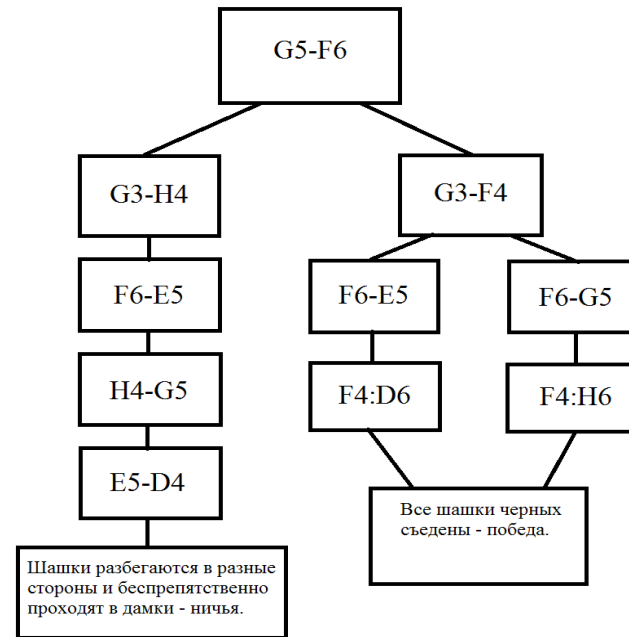 G5-F6
G3-H4
G3-F4
F6-E5
F6-E5
F6-G5
H4-G5
F4:D6
F4:H6
E5-D4
Все шашки черных
съедены - победа.
Шашки разбегаются в разные
стороны и беспрепятственно
проходят в дамки - ничья.